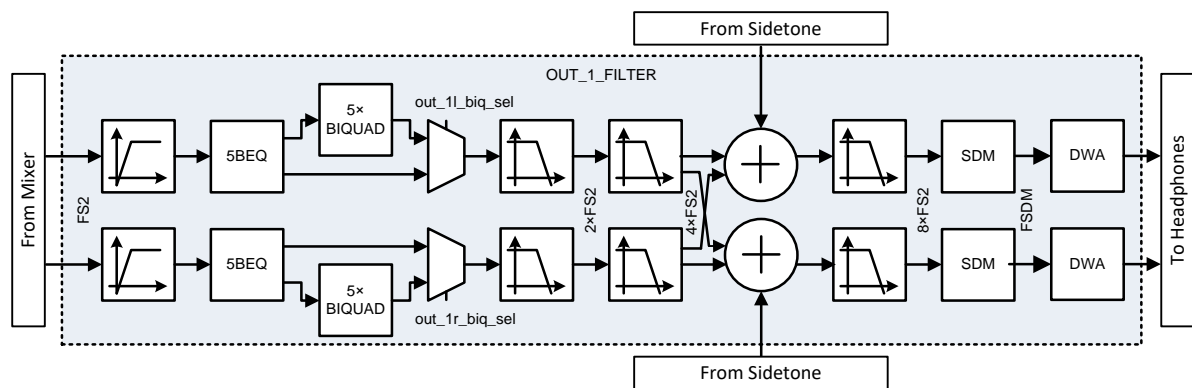 From Sidetone
OUT_1_FILTER
From Mixer
FS2
5BEQ
5×
BIQUAD
out_1l_biq_sel
2×FS2
4×FS2
8×FS2
SDM
FSDM
DWA
To Headphones
5BEQ
5×
BIQUAD
out_1r_biq_sel
SDM
DWA
From Sidetone